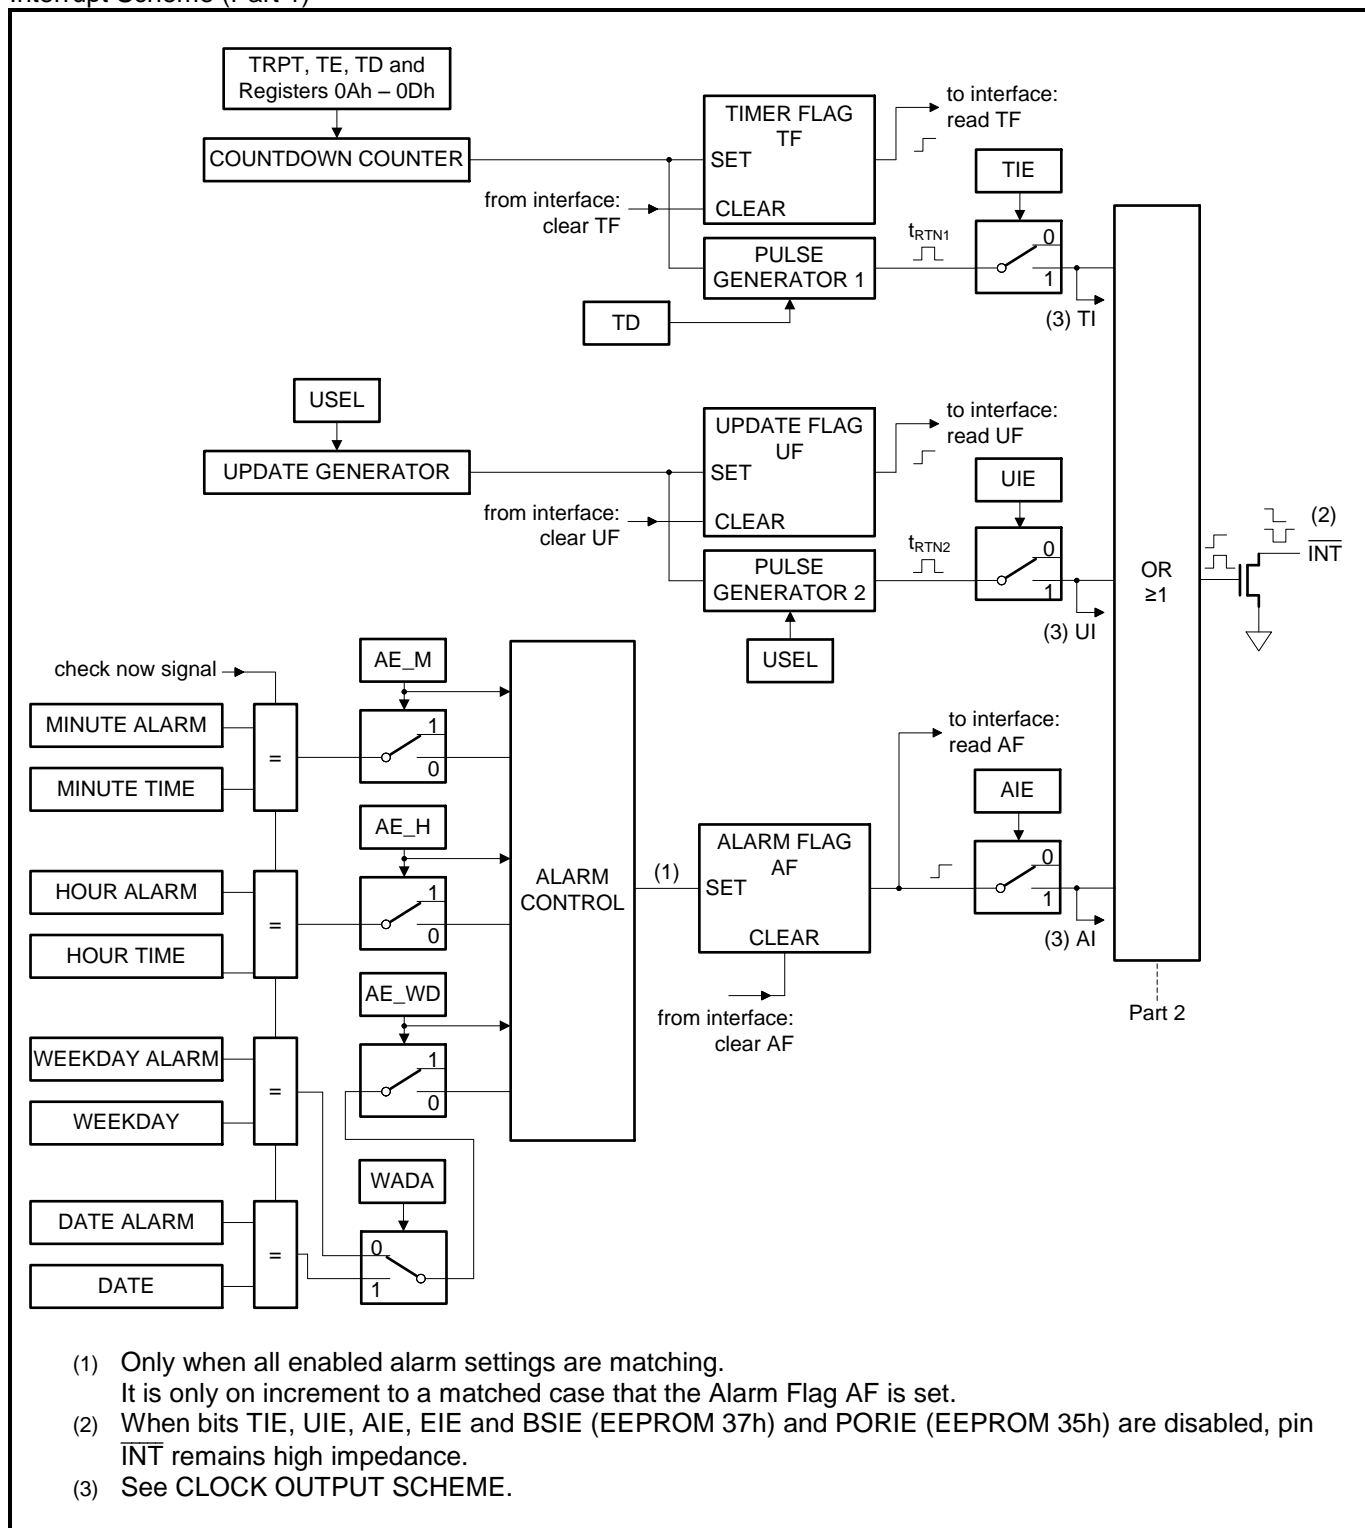 Interrupt Scheme (Part 1)
TRPT, TE, TD and
Registers 0Ah – 0Dh
COUNTDOWN COUNTER
TIMER FLAG
TF
SET
CLEAR
to interface:
read TF
from interface:
clear TF
TIE
0
1
tRTN1
PULSE
GENERATOR 1
TD
(3) TI
USEL
UPDATE GENERATOR
UPDATE FLAG
UF
SET
CLEAR
to interface:
read UF
from interface:
clear UF
UIE
0
1
tRTN2
PULSE
GENERATOR 2
USEL
(3) UI
OR
≥1
(2)
INT
check now signal
MINUTE ALARM
MINUTE TIME
=
AE_M
1
0
HOUR ALARM
HOUR TIME
=
AE_H
1
0
WEEKDAY ALARM
WEEKDAY
=
AE_WD
1
0
DATE ALARM
DATE
=
WADA
0
1
ALARM
CONTROL
(1)
ALARM FLAG
AF
SET
CLEAR
to interface:
read AF
from interface:
clear AF
AIE
0
1
(3) AI
Part 2
(1) Only when all enabled alarm settings are matching.
It is only on increment to a matched case that the Alarm Flag AF is set.
(2) When bits TIE, UIE, AIE, EIE and BSIE (EEPROM 37h) and PORIE (EEPROM 35h) are disabled, pin
INT remains high impedance.
(3) See CLOCK OUTPUT SCHEME.